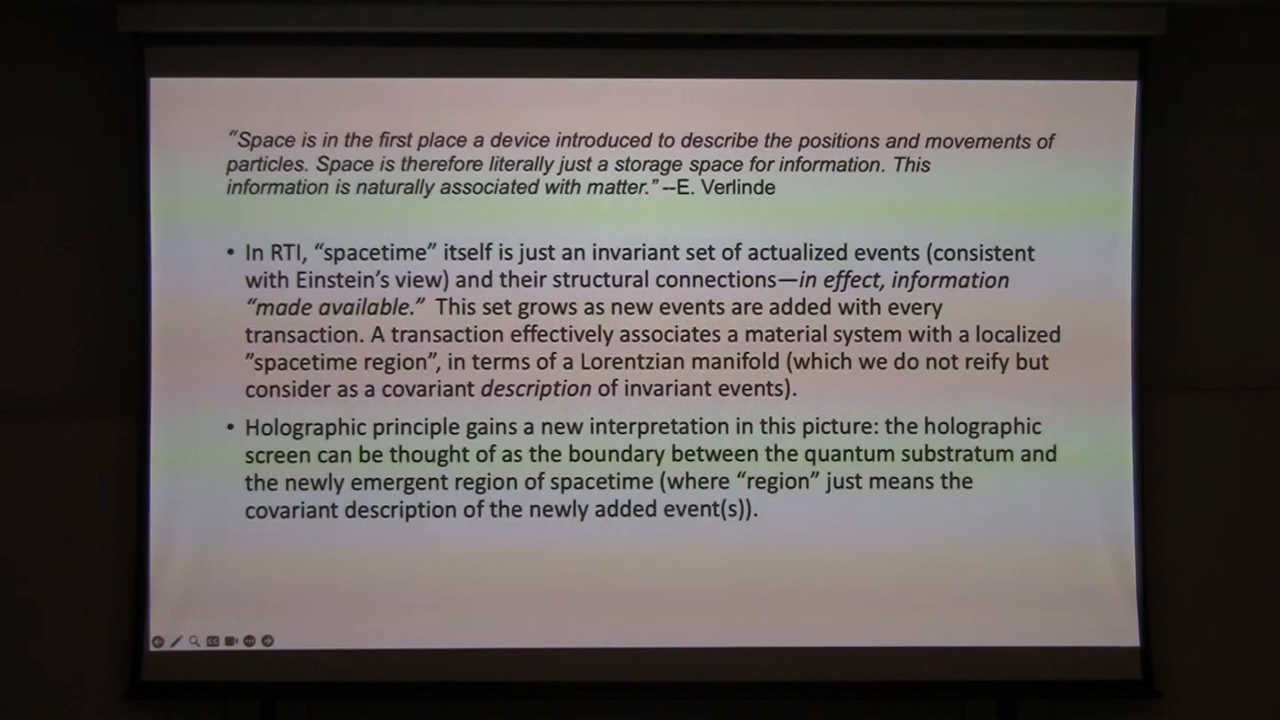 “Space is in the first place a device introduced to describe the positions and movements of
particles. Space is therefore literally just a storage space for information. This
information is naturally associated with matter.” --E. Verlinde
• In RTI, “spacetime” itself is just an invariant set of actualized events (consistent
with Einstein’s view) and their structural connections—in effect, information
“made available.” This set grows as new events are added with every
transaction. A transaction effectively associates a material system with a localized
”spacetime region”, in terms of a Lorentzian manifold (which we do not reify but
consider as a covariant description of invariant events).
• Holographic principle gains a new interpretation in this picture: the holographic
screen can be thought of as the boundary between the quantum substratum and
the newly emergent region of spacetime (where “region” just means the
covariant description of the newly added event(s)).